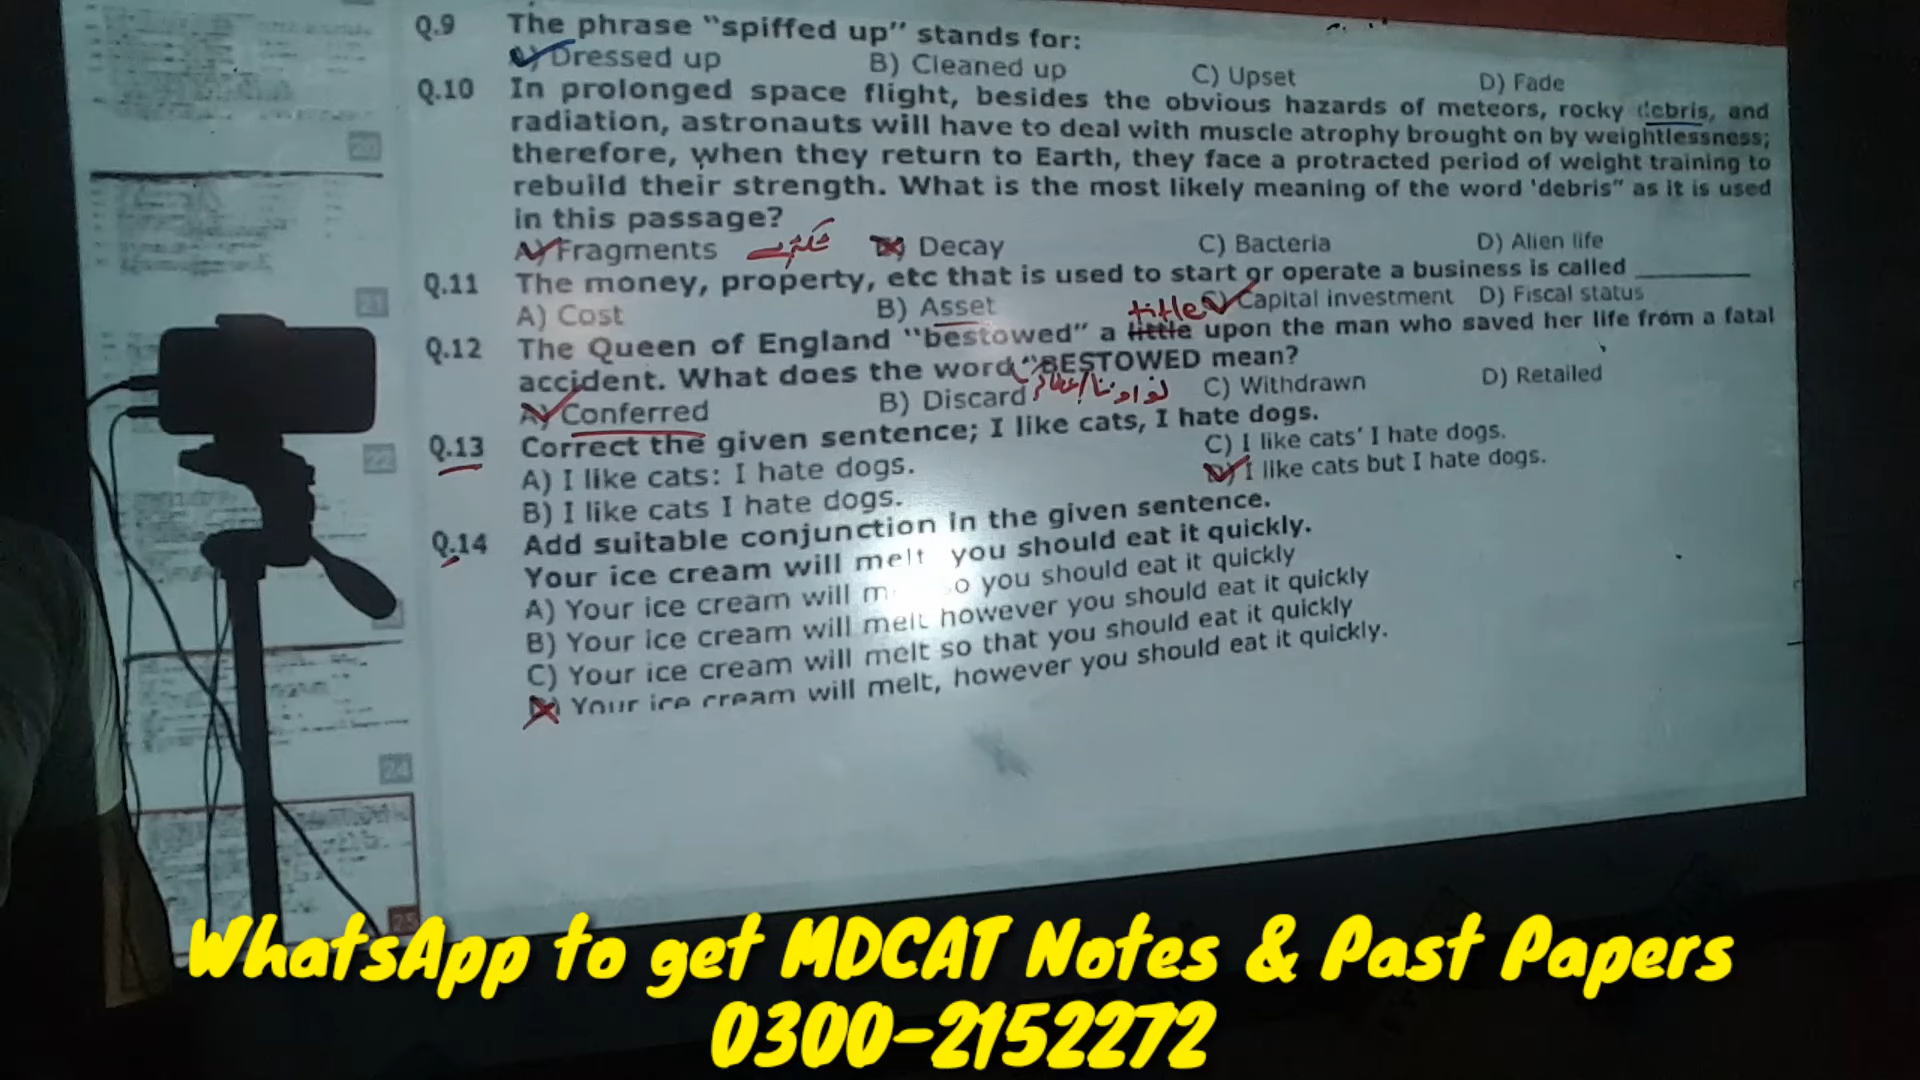 Q.9 The phrase "spiffed up" stands for:
A) Dressed up B) Cleaned up C) Upset D) Fade
Q.10 In prolonged space flight, besides the obvious hazards of meteors, rocky debris, and
radiation, astronauts will have to deal with muscle atrophy brought on by weightlessness;
therefore, when they return to Earth, they face a protracted period of weight training to
rebuild their strength. What is the most likely meaning of the word 'debris" as it is used
in this passage?
A) Fragments B) Decay C) Bacteria D) Alien life
Q.11 The money, property, etc that is used to start or operate a business is called
A) Cost B) Asset C) Capital investment D) Fiscal status
title
Q.12 The Queen of England "bestowed" a little upon the man who saved her life from a fatal
accident. What does the word "BESTOWED mean?
A) Conferred B) Discard C) Withdrawn D) Retailed
Q.13 Correct the given sentence; I like cats, I hate dogs.
A) I like cats: I hate dogs. C) I like cats' I hate dogs.
B) I like cats I hate dogs. D) I like cats but I hate dogs.
Q.14 Add suitable conjunction in the given sentence.
Your ice cream will melt you should eat it quickly.
A) Your ice cream will you should eat it quickly
B) Your ice cream will melt however you should eat it quickly
C) Your ice cream will melt so that you should eat it quickly
Your ice cream will melt, however you should eat it quickly.
20
21
22
24
25
WhatsApp to get MDCAT Notes & Past Papers
0300-2152272